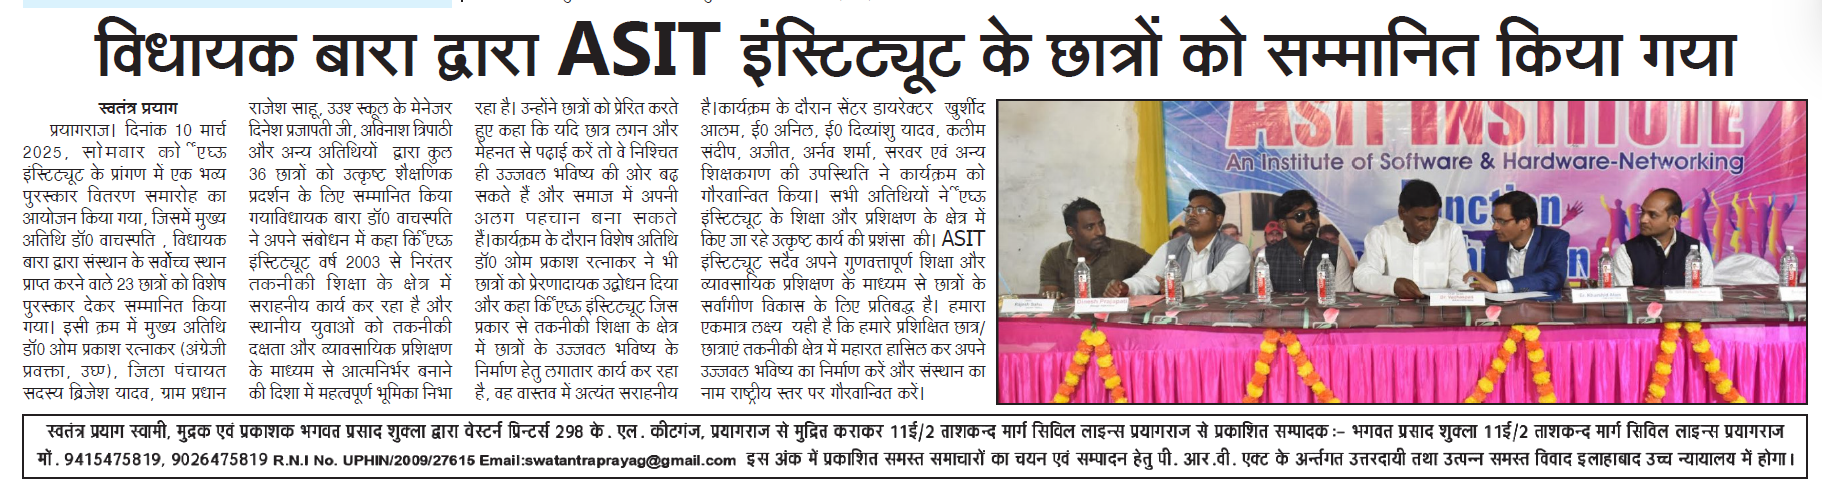 विधायक बारा द्वारा ASIT इंस्टिट्यूट के छात्रों को सम्मानित किया गया
स्वतंत्र प्रयाग
प्रयागराज। दिनांक 10 मार्च
2025, सोमवार को ँएघ्ऊ
इंस्टिट्यूट के प्रांगण में एक भव्य
पुरस्कार वितरण समारोह का
आयोजन किया गया, जिसमें मुख्य
अतिथि डॉ0 वाचस्पति , विधायक
बारा द्वारा संस्थान के सर्वोच्च स्थान
प्राप्त करने वाले 23 छात्रों को विशेष
पुरस्कार देकर सम्मानित किया
गया। इसी क्रम में मुख्य अतिथि
डॉ0 ओम प्रकाश रत्नाकर (अंग्रेजी
प्रवक्ता, उघ्ण्), जिला पंचायत
सदस्य ब्रिजेश यादव, ग्राम प्रधान
राजेश साहू, उउश् स्कूल के मेनेजर
दिनेश प्रजापती जी, अविनाश त्रिपाठी
और अन्य अतिथियों द्वारा कुल
36 छात्रों को उत्कृष्ट शैक्षणिक
प्रदर्शन के लिए सम्मानित किया
गयाविधायक बारा डॉ0 वाचस्पति
ने अपने संबोधन में कहा कि ँएघ्ऊ
इंस्टिट्यूट वर्ष 2003 से निरंतर
तकनीकी शिक्षा के क्षेत्र में
सराहनीय कार्य कर रहा है और
स्थानीय युवाओं को तकनीकी
दक्षता और व्यावसायिक प्रशिक्षण
के माध्यम से आत्मनिर्भर बनाने
की दिशा में महत्वपूर्ण भूमिका निभा
रहा है। उन्होंने छात्रों को प्रेरित करते
हुए कहा कि यदि छात्र लगन और
मेहनत से पढ़ाई करें तो वे निश्चित
ही उज्जवल भविष्य की ओर बढ़
सकते हैं और समाज में अपनी
अलग पहचान बना सकते
हैं।कार्यक्रम के दौरान विशेष अतिथि
डॉ0 ओम प्रकाश रत्नाकर ने भी
छात्रों को प्रेरणादायक उद्बोधन दिया
और कहा कि ँएघ्ऊ इंस्टिट्यूट जिस
प्रकार से तकनीकी शिक्षा के क्षेत्र
में छात्रों के उज्जवल भविष्य के
निर्माण हेतु लगातार कार्य कर रहा
है, वह वास्तव में अत्यंत सराहनीय
है।कार्यक्रम के दौरान सेंटर डायरेक्टर खुर्शीद
आलम, ई0 अनिल, ई0 दिव्यांशु यादव, कलीम
संदीप, अजीत, अर्नव शर्मा, सरवर एवं अन्य
शिक्षकगण की उपस्थिति ने कार्यक्रम को
गौरवान्वित किया। सभी अतिथियों ने ँएघ्ऊ
इंस्टिट्यूट के शिक्षा और प्रशिक्षण के क्षेत्र में
किए जा रहे उत्कृष्ट कार्य की प्रशंसा की। ASIT
इंस्टिट्यूट सदैव अपने गुणवत्तापूर्ण शिक्षा और
व्यावसायिक प्रशिक्षण के माध्यम से छात्रों के
सर्वांगीण विकास के लिए प्रतिबद्ध है। हमारा
एकमात्र लक्ष्य यही है कि हमारे प्रशिक्षित छात्र/
छात्राएं तकनीकी क्षेत्र में महारत हासिल कर अपने
उज्जवल भविष्य का निर्माण करें और संस्थान का
नाम राष्ट्रीय स्तर पर गौरवान्वित करें।
ASIT INSTITUTE
An Institute of Software & Hardware-Networking
Rajesh Sahu
Dinesh Prajapati
स्वतंत्र प्रयाग स्वामी, मुद्रक एवं प्रकाशक भगवत प्रसाद शुक्ला द्वारा वेस्टर्न प्रिन्टर्स 298 के . एल . कीटगंज, प्रयागराज से मुद्रित कराकर 11ई/2 ताशकन्द मार्ग सिविल लाइन्स प्रयागराज से प्रकाशित सम्पादक :– भगवत प्रसाद शुक्ला 11ई/2 ताशकन्द मार्ग सिविल लाइन्स प्रयागराज
मों. 9415475819, 9026475819 R.N.I No. UPHIN/2009/27615 Email:swatantraprayag@gmail.com इस अंक में प्रकाशित समस्त समाचारों का चयन एवं सम्पादन हेतु पी. आर .वी. एक्ट के अर्न्तगत उत्तरदायी तथा उत्पन्न समस्त विवाद इलाहाबाद उच्च न्यायालय में होगा।